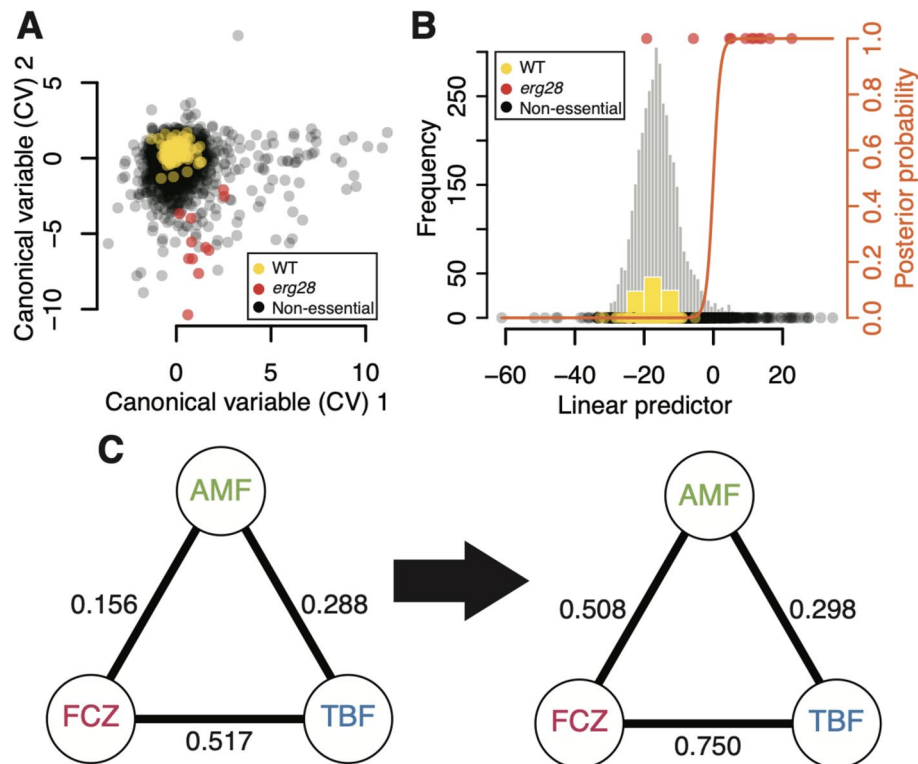 A
Canonical variable (CV) 2
5
0
−5
−10
WT
erg28
Non-essential
0
5
10
Canonical variable (CV) 1
B
Frequency
250
150
50
0
WT
erg28
Non-essential
1.0
0.8
0.6
0.4
0.2
0.0
Posterior probability
−60
−40
−20
0
20
Linear predictor
C
AMF
0.156
0.288
FCZ
TBF
0.517
AMF
0.508
0.298
FCZ
TBF
0.750